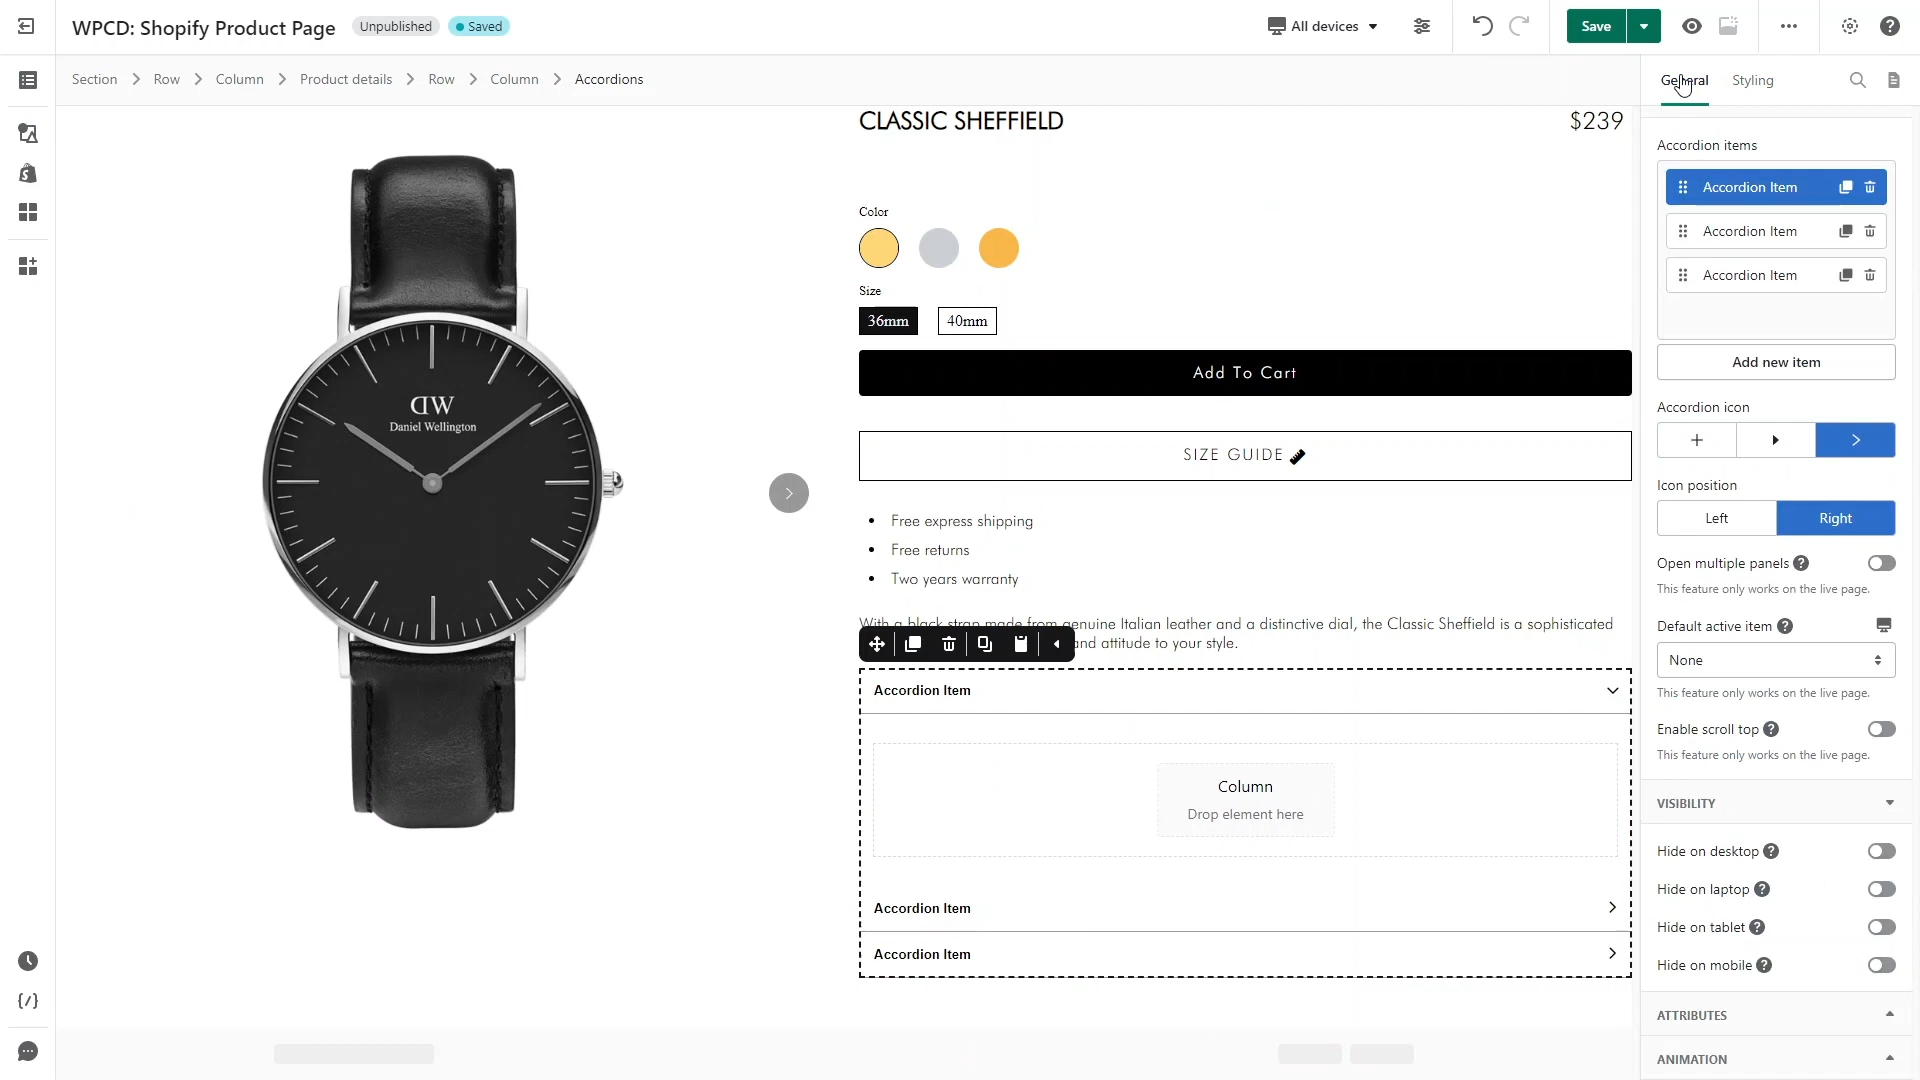 WPCD: Shopify Product Page
Unpublished
Saved
All devices
Save
Section
Row
Column
Product details
Row
Column
Accordions
General
Styling
CLASSIC SHEFFIELD
$239
Color
Size
36mm
40mm
Add To Cart
SIZE GUIDE
Free express shipping
Free returns
Two years warranty
With a black strap made from genuine Italian leather and a distinctive dial, the Classic Sheffield is a sophisticated
and attitude to your style.
Accordion Item
Column
Drop element here
Accordion Item
Accordion Item
DW
Daniel Wellington
Accordion items
Accordion Item
Accordion Item
Accordion Item
Add new item
Accordion icon
Icon position
Left
Right
Open multiple panels
This feature only works on the live page.
Default active item
None
This feature only works on the live page.
Enable scroll top
This feature only works on the live page.
VISIBILITY
Hide on desktop
Hide on laptop
Hide on tablet
Hide on mobile
ATTRIBUTES
ANIMATION